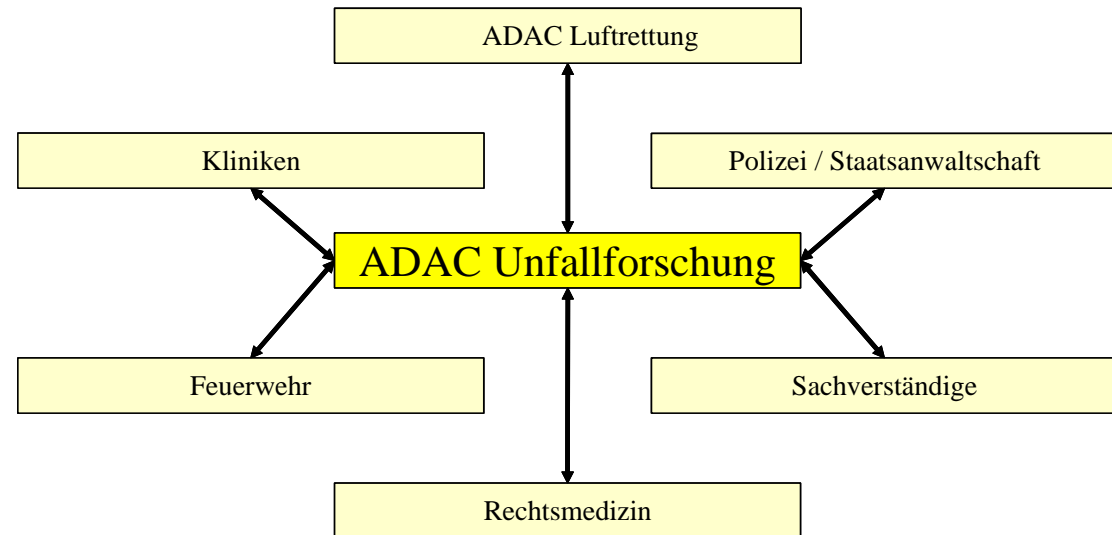 ADAC Luftrettung
Kliniken
Polizei / Staatsanwaltschaft
ADAC Unfallforschung
Feuerwehr
Sachverständige
Rechtsmedizin